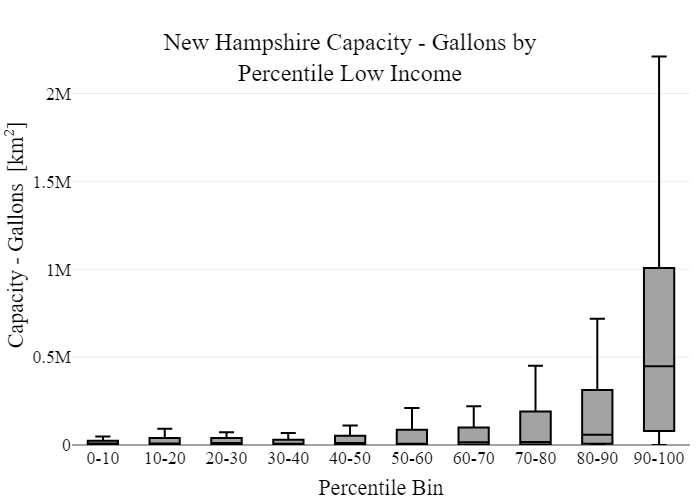 New Hampshire Capacity - Gallons by
Percentile Low Income
Capacity - Gallons [km²]
2M
1.5M
1M
0.5M
0
0-10 10-20 20-30 30-40 40-50 50-60 60-70 70-80 80-90 90-100
Percentile Bin